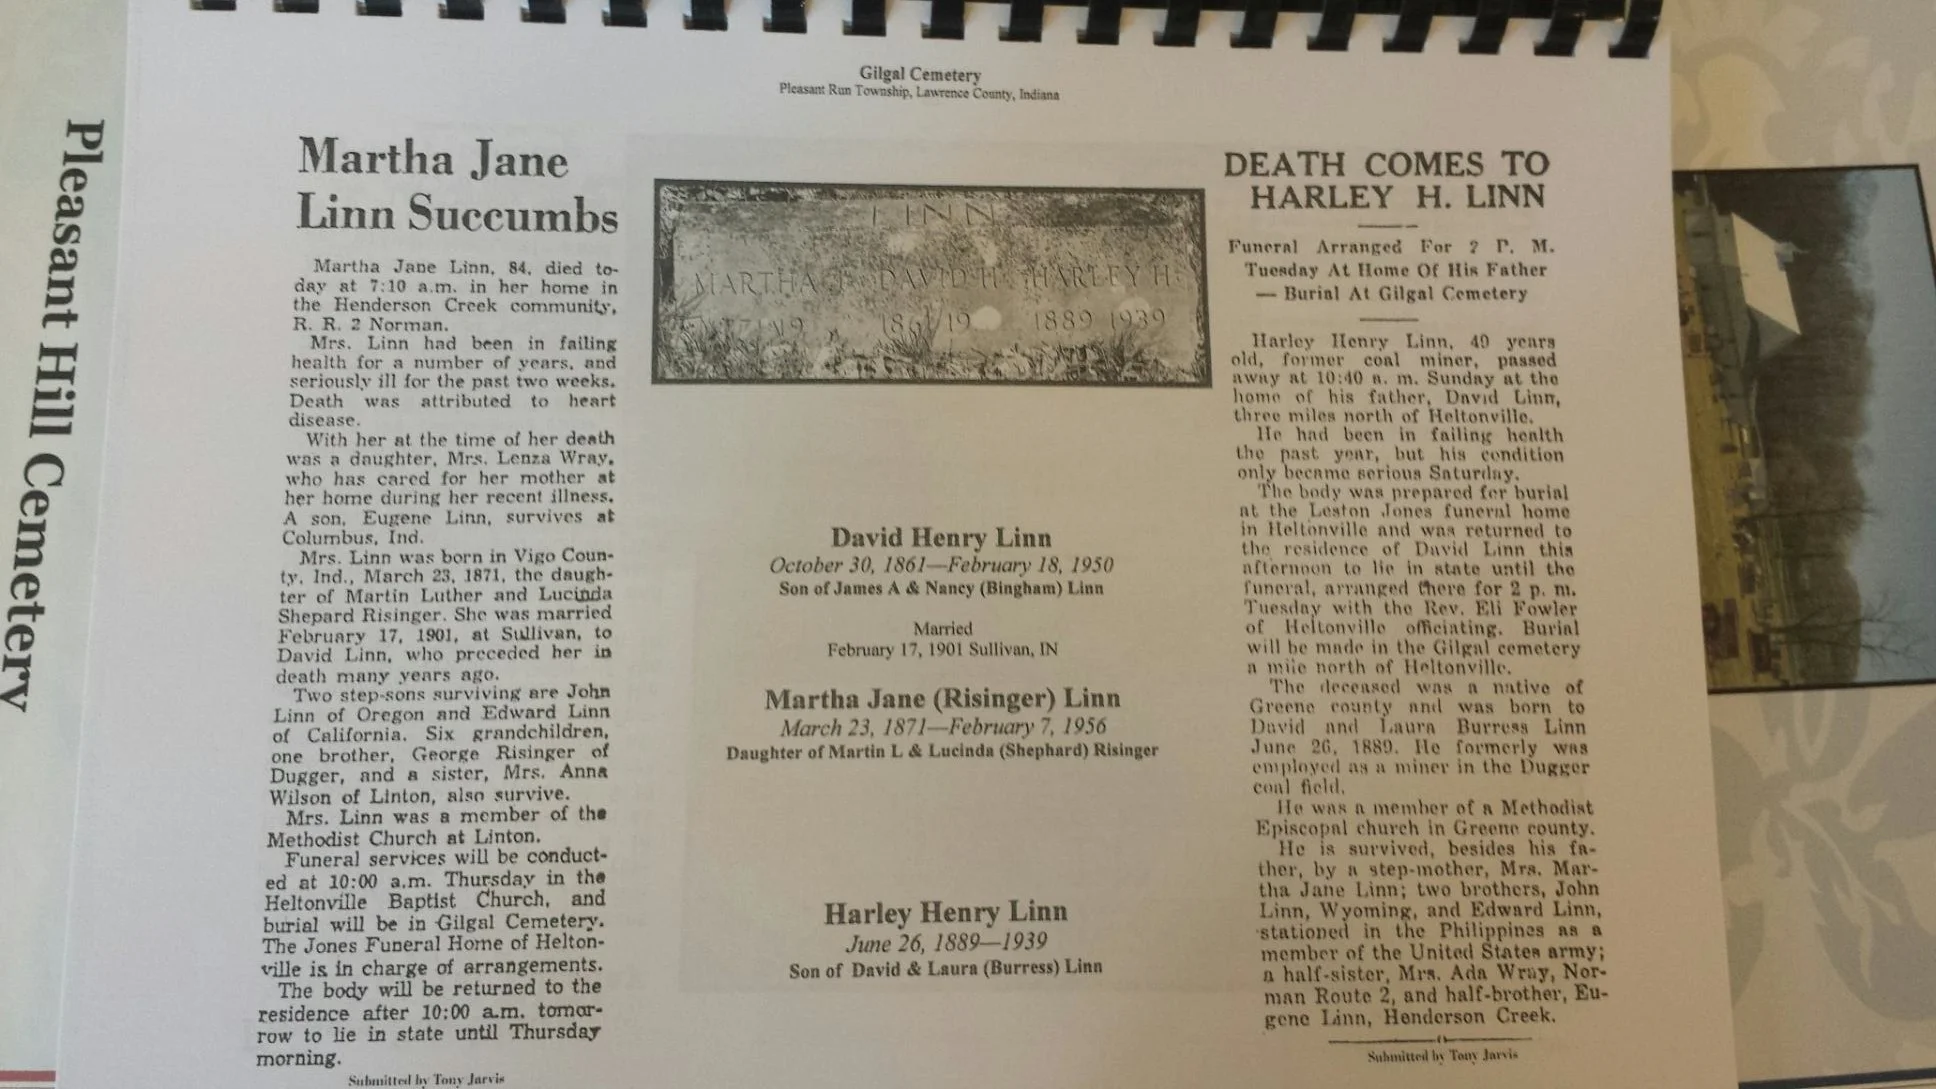 Pleasant Hill Cemetery
Gilgal Cemetery
Pleasant Run Township, Lawrence County, Indiana
Martha Jane
Linn Succumbs
Martha Jane Linn, 84, died to-
day at 7:10 a.m. in her home in
the Henderson Creek community,
R. R. 2 Norman.
Mrs. Linn had been in failing
health for a number of years, and
seriously ill for the past two weeks.
Death was attributed to heart
disease.
With her at the time of her death
was a daughter, Mrs. Lenza Wray,
who has cared for her mother at
her home during her recent illness.
A son, Eugene Linn, survives at
Columbus, Ind.
Mrs. Linn was born in Vigo Coun-
ty, Ind., March 23, 1871, the daugh-
ter of Martin Luther and Lucinda
Shepard Risinger. She was married
February 17, 1901, at Sullivan, to
David Linn, who preceded her in
death many years ago.
Two step-sons surviving are John
Linn of Oregon and Edward Linn
of California. Six grandchildren,
one brother, George Risinger of
Dugger, and a sister, Mrs. Anna
Wilson of Linton, also survive.
Mrs. Linn was a member of the
Methodist Church at Linton.
Funeral services will be conduct-
ed at 10:00 a.m. Thursday in the
Heltonville Baptist Church, and
burial will be in Gilgal Cemetery.
The Jones Funeral Home of Helton-
ville is in charge of arrangements.
The body will be returned to the
residence after 10:00 a.m. tomor-
row to lie in state until Thursday
morning.
Submitted by Tony Jarvis
LINN
MARTHA J. DAVID H. HARLEY H.
1861 19 1889 1939
David Henry Linn
October 30, 1861—February 18, 1950
Son of James A & Nancy (Bingham) Linn
Married
February 17, 1901 Sullivan, IN
Martha Jane (Risinger) Linn
March 23, 1871—February 7, 1956
Daughter of Martin L & Lucinda (Shephard) Risinger
Harley Henry Linn
June 26, 1889—1939
Son of David & Laura (Burress) Linn
DEATH COMES TO
HARLEY H. LINN
Funeral Arranged For 2 P. M.
Tuesday At Home Of His Father
— Burial At Gilgal Cemetery
Harley Henry Linn, 49 years
old, former coal miner, passed
away at 10:40 a. m. Sunday at the
home of his father, David Linn,
three miles north of Heltonville.
He had been in failing health
the past year, but his condition
only became serious Saturday.
The body was prepared for burial
at the Leston Jones funeral home
in Heltonville and was returned to
the residence of David Linn this
afternoon to lie in state until the
funeral, arranged there for 2 p. m.
Tuesday with the Rev. Eli Fowler
of Heltonville officiating. Burial
will be made in the Gilgal cemetery
a mile north of Heltonville.
The deceased was a native of
Greene county and was born to
David and Laura Burress Linn
June 26, 1889. He formerly was
employed as a miner in the Dugger
coal field.
He was a member of a Methodist
Episcopal church in Greene county.
He is survived, besides his fa-
ther, by a step-mother, Mrs. Mar-
tha Jane Linn; two brothers, John
Linn, Wyoming, and Edward Linn,
stationed in the Philippines as a
member of the United States army;
a half-sister, Mrs. Ada Wray, Nor-
man Route 2, and half-brother, Eu-
gene Linn, Henderson Creek.
Submitted by Tony Jarvis